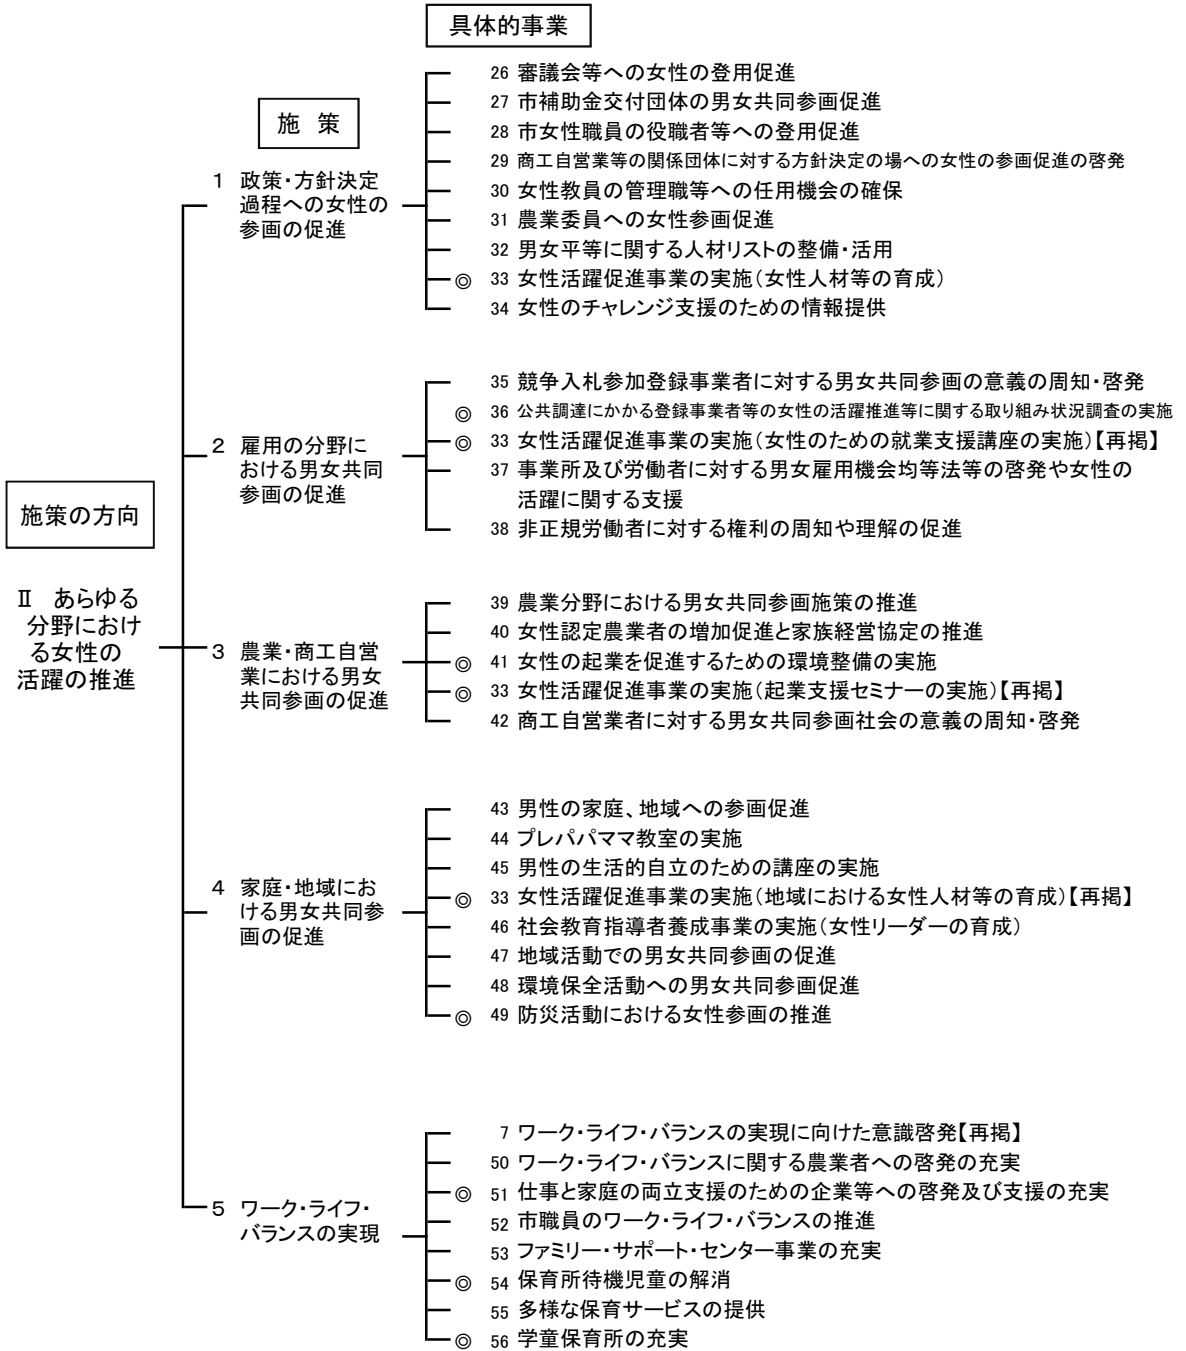 具体的事業
施 策
施策の方向
Ⅱ あらゆる
分野におけ
る女性の
活躍の推進
1 政策・方針決定
過程への女性の
参画の促進
26 審議会等への女性の登用促進
27 市補助金交付団体の男女共同参画促進
28 市女性職員の役職者等への登用促進
29 商工自営業等の関係団体に対する方針決定の場への女性の参画促進の啓発
30 女性教員の管理職等への任用機会の確保
31 農業委員への女性参画促進
32 男女平等に関する人材リストの整備・活用
◎ 33 女性活躍促進事業の実施(女性人材等の育成)
34 女性のチャレンジ支援のための情報提供
2 雇用の分野に
おける男女共同
参画の促進
35 競争入札参加登録事業者に対する男女共同参画の意義の周知・啓発
◎ 36 公共調達にかかる登録事業者等の女性の活躍推進等に関する取り組み状況調査の実施
◎ 33 女性活躍促進事業の実施(女性のための就業支援講座の実施)【再掲】
37 事業所及び労働者に対する男女雇用機会均等法等の啓発や女性の
活躍に関する支援
38 非正規労働者に対する権利の周知や理解の促進
3 農業・商工自営
業における男女
共同参画の促進
39 農業分野における男女共同参画施策の推進
40 女性認定農業者の増加促進と家族経営協定の推進
◎ 41 女性の起業を促進するための環境整備の実施
◎ 33 女性活躍促進事業の実施(起業支援セミナーの実施)【再掲】
42 商工自営業者に対する男女共同参画社会の意義の周知・啓発
4 家庭・地域にお
ける男女共同参
画の促進
43 男性の家庭、地域への参画促進
44 プレパパママ教室の実施
45 男性の生活的自立のための講座の実施
◎ 33 女性活躍促進事業の実施(地域における女性人材等の育成)【再掲】
46 社会教育指導者養成事業の実施(女性リーダーの育成)
47 地域活動での男女共同参画の促進
48 環境保全活動への男女共同参画促進
◎ 49 防災活動における女性参画の推進
5 ワーク・ライフ・
バランスの実現
7 ワーク・ライフ・バランスの実現に向けた意識啓発【再掲】
50 ワーク・ライフ・バランスに関する農業者への啓発の充実
◎ 51 仕事と家庭の両立支援のための企業等への啓発及び支援の充実
52 市職員のワーク・ライフ・バランスの推進
53 ファミリー・サポート・センター事業の充実
◎ 54 保育所待機児童の解消
55 多様な保育サービスの提供
◎ 56 学童保育所の充実